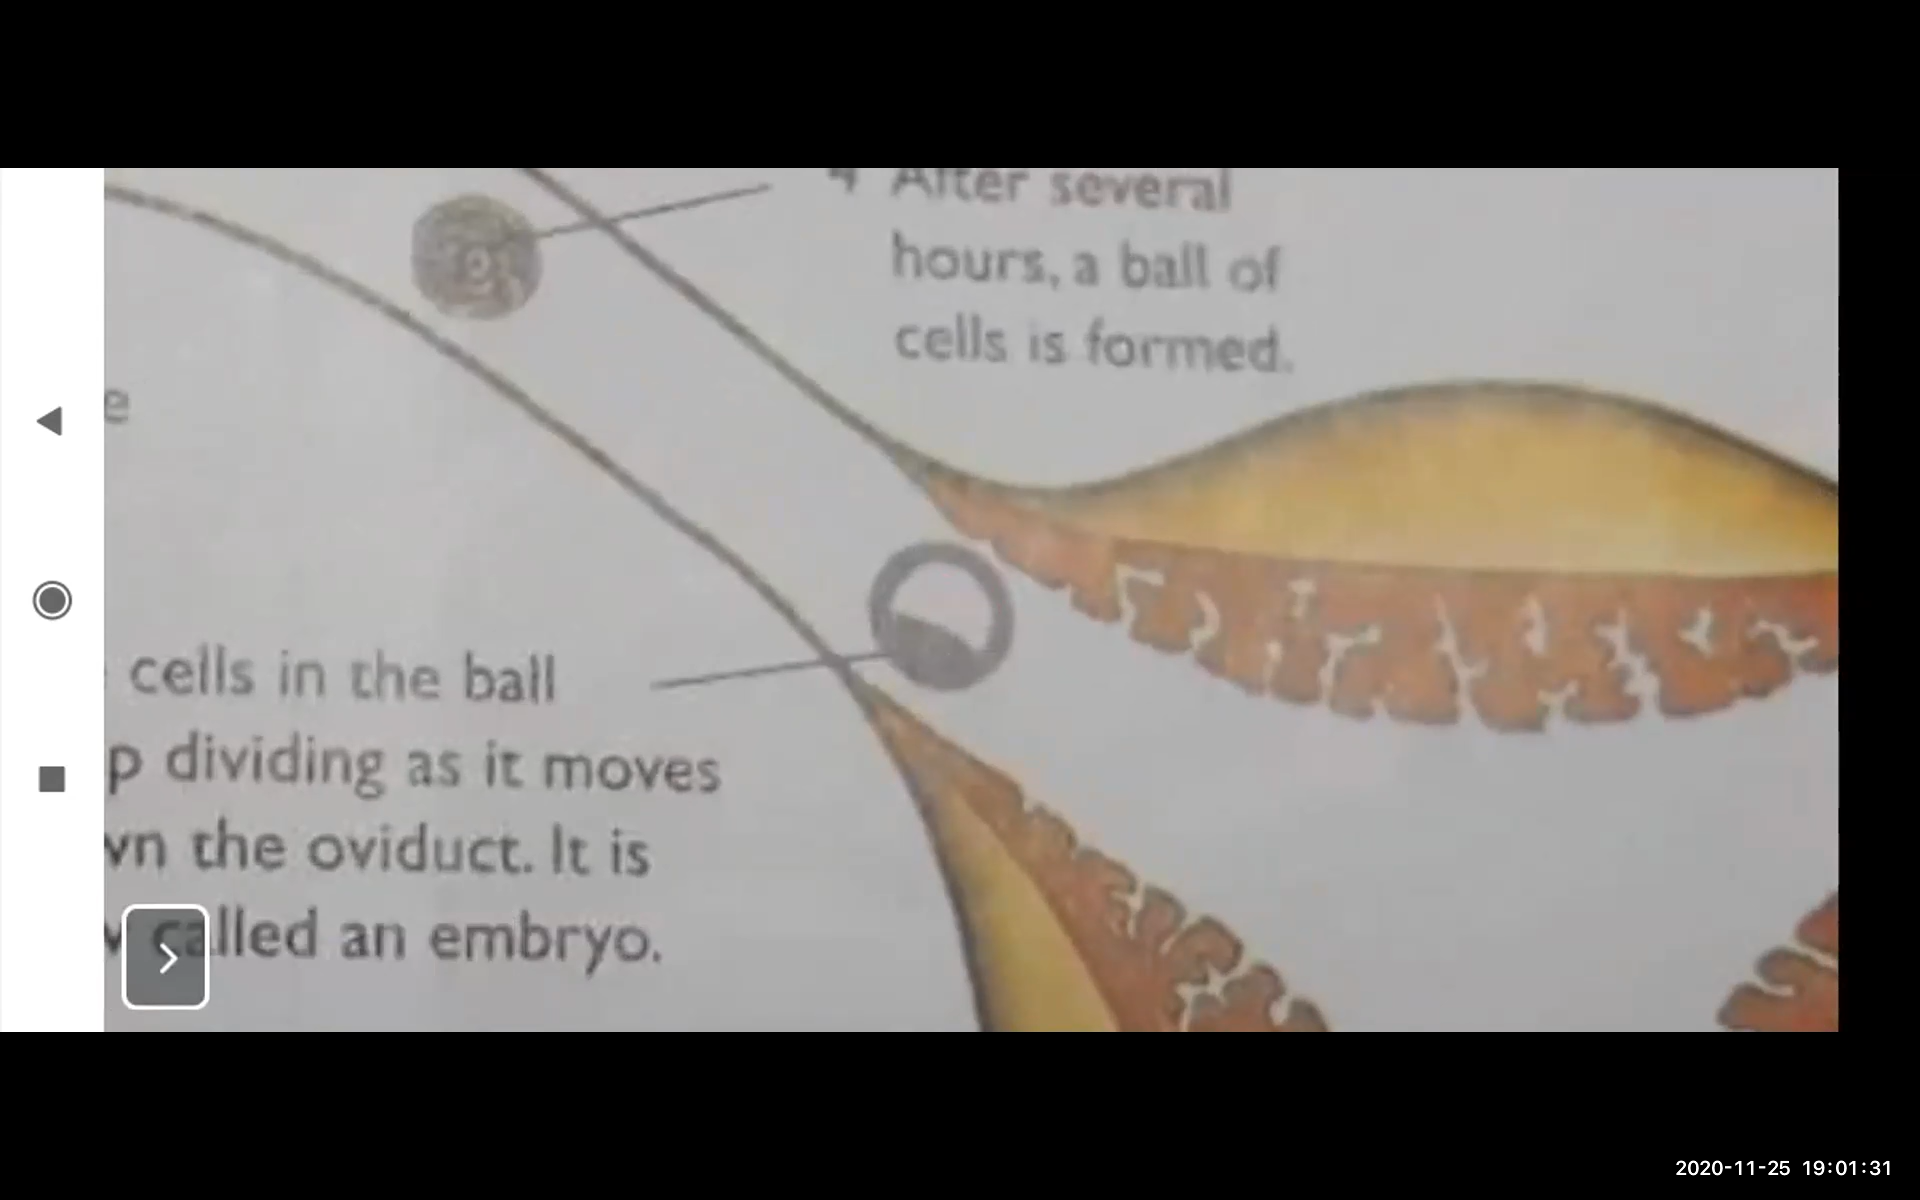 4 After several
hours, a ball of
cells is formed.
e
cells in the ball
p dividing as it moves
vn the oviduct. It is
called an embryo.
2020-11-25 19:01:31